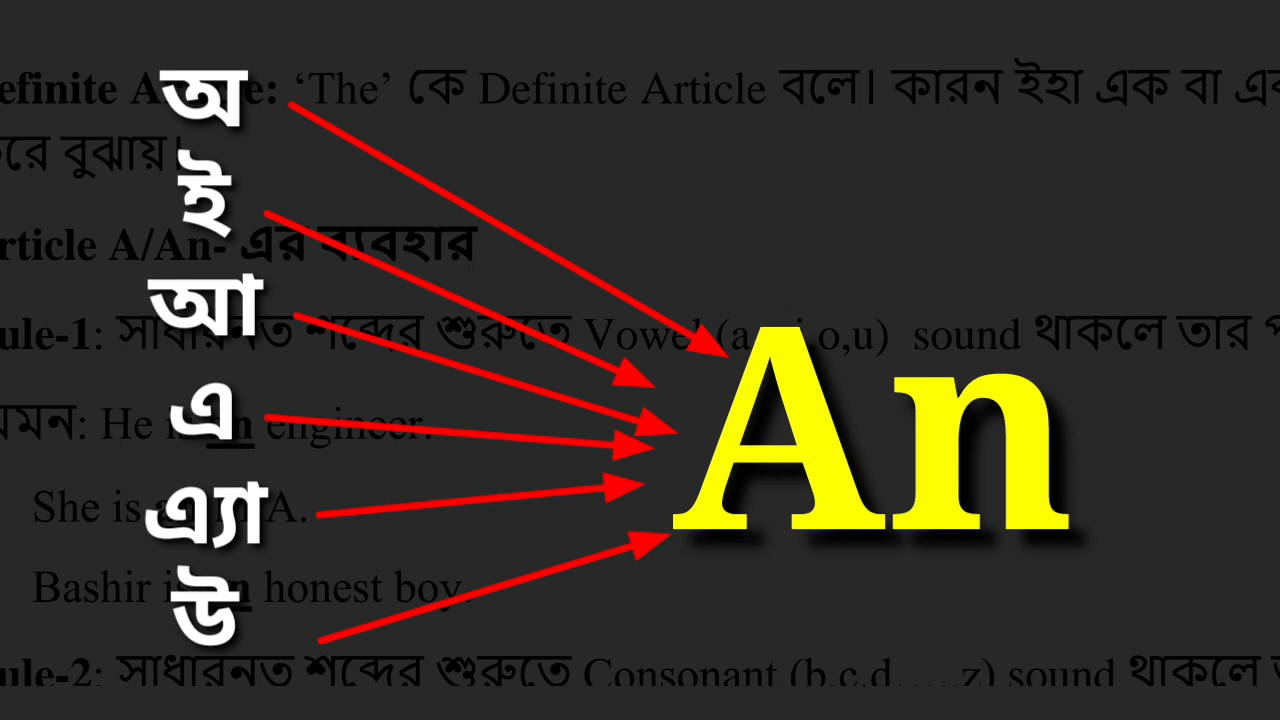 অ
ই
আ
এ
এ্যা
উ
An
efinite A e: ‘The’ কে Definite Article বলে। কারন ইহা এক বা
রে বুঝায়।
rticle A/An- এর ব্যবহার
ule-1: সাধারনত শব্দের শুরুতে Vowel (a, i,o,u) sound থাকলে তার
মন: He is an engineer.
She is A.
Bashir is an honest boy.
ule-2: সাধারনত শব্দের শুরুতে Consonant (b,c,d.....z) sound থাকলে